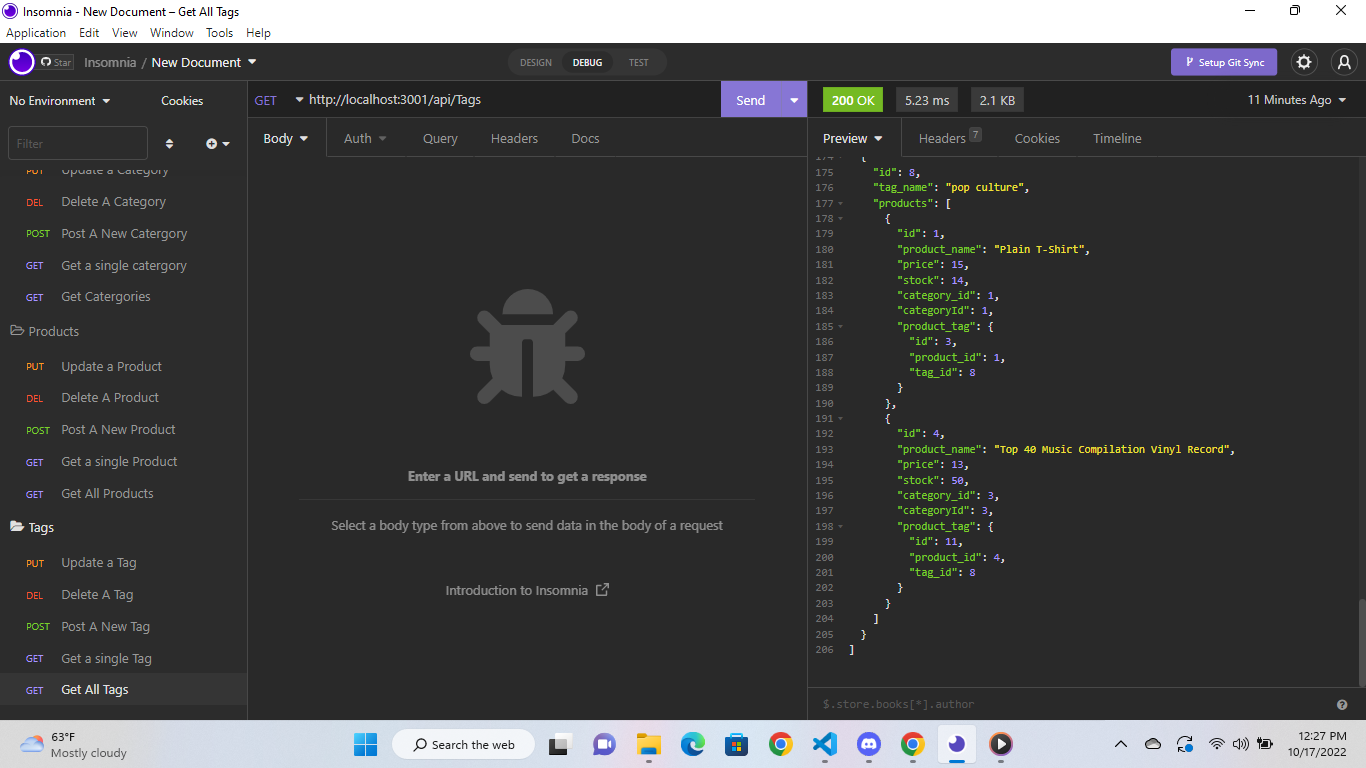 Insomnia - New Document – Get All Tags
Application Edit View Window Tools Help
Star
Insomnia / New Document
DESIGN DEBUG TEST
Setup Git Sync
No Environment Cookies
GET http://localhost:3001/api/Tags Send
200 OK 5.23 ms 2.1 KB 11 Minutes Ago
Filter
Body Auth Query Headers Docs
Preview Headers 7 Cookies Timeline
PUT Update a Category
DEL Delete A Category
POST Post A New Catergory
GET Get a single catergory
GET Get Catergories
Products
PUT Update a Product
DEL Delete A Product
POST Post A New Product
GET Get a single Product
GET Get All Products
Tags
PUT Update a Tag
DEL Delete A Tag
POST Post A New Tag
GET Get a single Tag
GET Get All Tags
Enter a URL and send to get a response
Select a body type from above to send data in the body of a request
Introduction to Insomnia
174 {
175 "id": 8,
176 "tag_name": "pop culture",
177 "products": [
178 {
179 "id": 1,
180 "product_name": "Plain T-Shirt",
181 "price": 15,
182 "stock": 14,
183 "category_id": 1,
184 "categoryId": 1,
185 "product_tag": {
186 "id": 3,
187 "product_id": 1,
188 "tag_id": 8
189 }
190 },
191 {
192 "id": 4,
193 "product_name": "Top 40 Music Compilation Vinyl Record",
194 "price": 13,
195 "stock": 50,
196 "category_id": 3,
197 "categoryId": 3,
198 "product_tag": {
199 "id": 11,
200 "product_id": 4,
201 "tag_id": 8
202 }
203 }
204 ]
205 }
206 ]
$.store.books[*].author
63°F
Mostly cloudy
Search the web
12:27 PM
10/17/2022